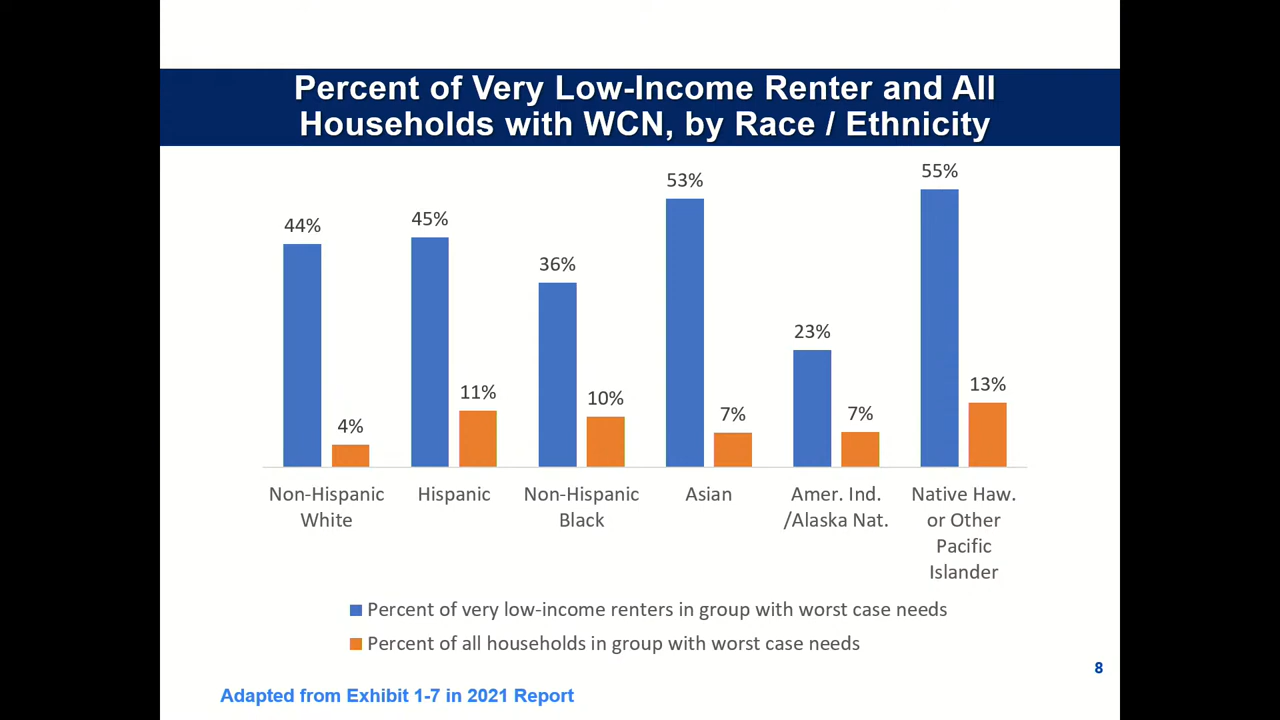 Percent of Very Low-Income Renter and All
Households with WCN, by Race / Ethnicity
44%
4%
45%
11%
36%
10%
53%
7%
23%
7%
55%
13%
Non-Hispanic
White
Hispanic
Non-Hispanic
Black
Asian
Amer. Ind.
/Alaska Nat.
Native Haw.
or Other
Pacific
Islander
Percent of very low-income renters in group with worst case needs
Percent of all households in group with worst case needs
8
Adapted from Exhibit 1-7 in 2021 Report